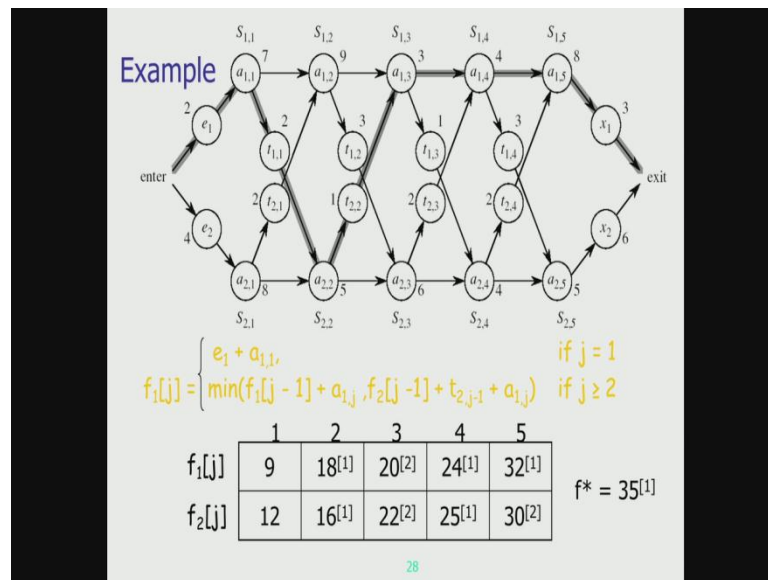 S1,1 S1,2 S1,3 S1,4 S1,5
Example
7 9 3 4 8
a1,1 a1,2 a1,3 a1,4 a1,5
2 2 3 1 3 3
e1 t1,1 t1,2 t1,3 t1,4 x1
enter exit
2 t2,1 1 t2,2 2 t2,3 2 t2,4
e2 x2
4 6
a2,1 a2,2 a2,3 a2,4 a2,5
8 5 6 4 5
S2,1 S2,2 S2,3 S2,4 S2,5
e1 + a1,1, if j = 1
f1[j] = min(f1[j - 1] + a1,j ,f2[j -1] + t2,j-1 + a1,j) if j ≥ 2
1 2 3 4 5
f1[j] 9 18[1] 20[2] 24[1] 32[1]
f* = 35[1]
f2[j] 12 16[1] 22[2] 25[1] 30[2]
28